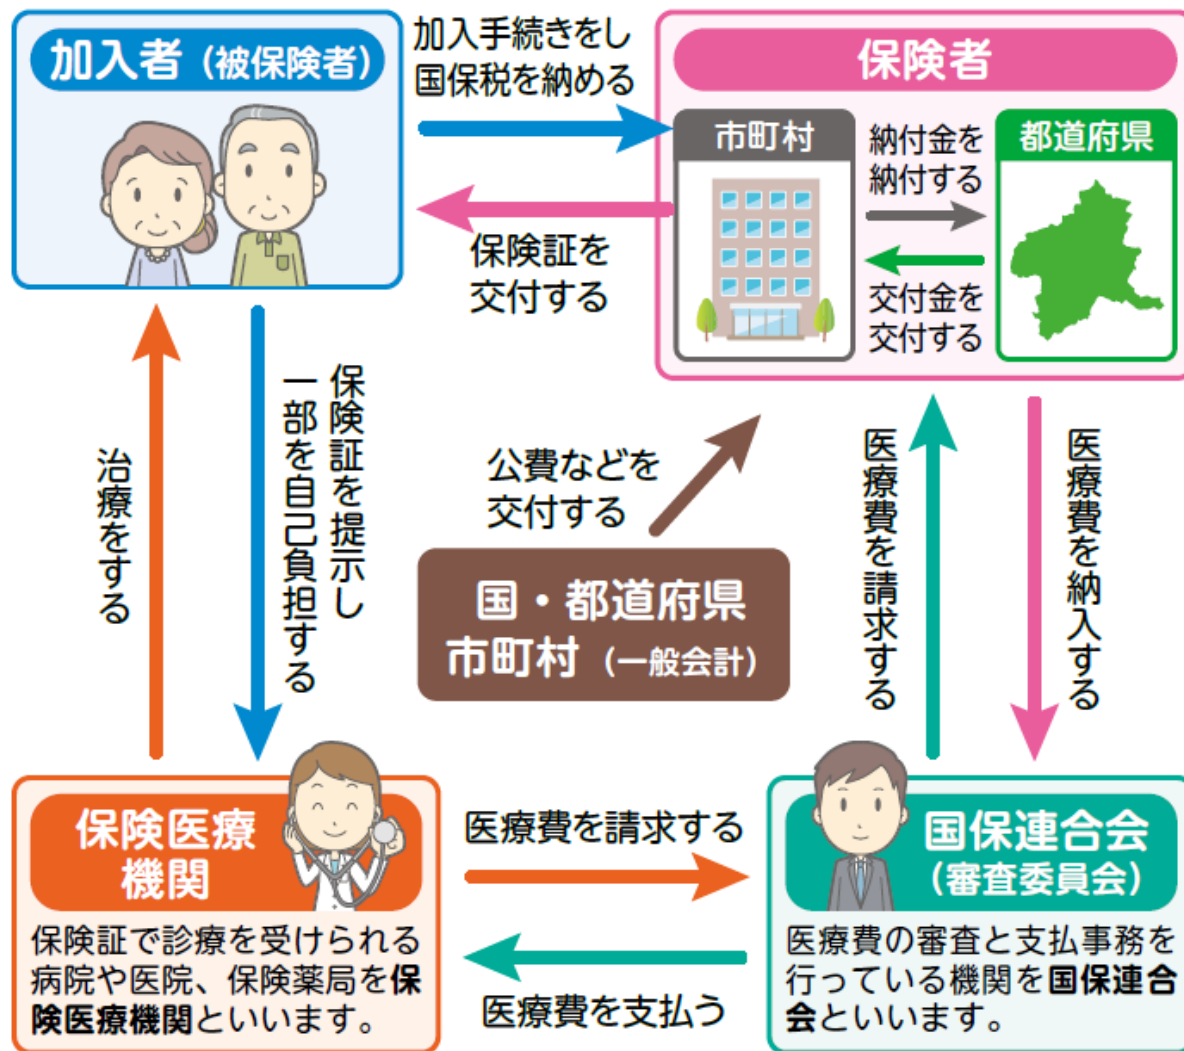 加入者（被保険者）
加入手続きをし
国保税を納める
保険者
市町村
納付金を
納付する
都道府県
保険証を
交付する
交付金を
交付する
治療をする
保険証を提示し
一部を自己負担する
公費などを
交付する
国・都道府県
市町村（一般会計）
医療費を請求する
医療費を納入する
保険医療
機関
保険証で診療を受けられる
病院や医院、保険薬局を保
険医療機関といいます。
医療費を請求する
医療費を支払う
国保連合会
（審査委員会）
医療費の審査と支払事務を
行っている機関を国保連合
会といいます。